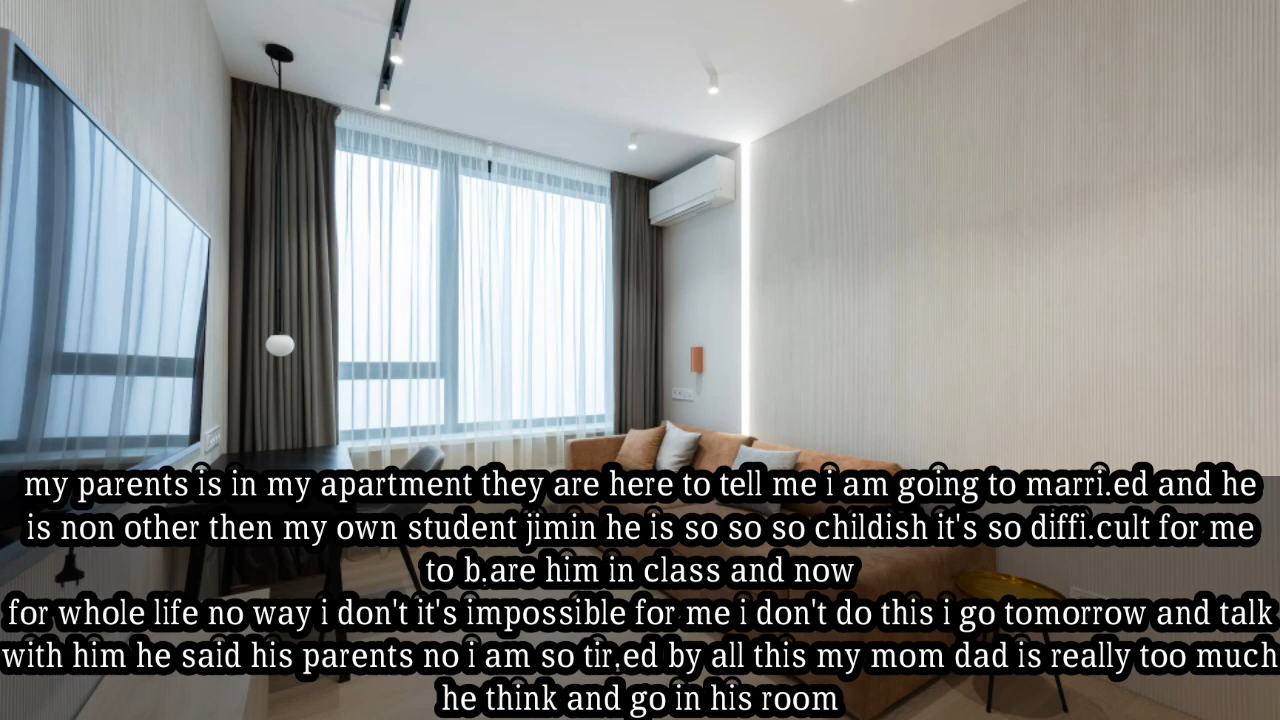 my parents is in my apartment they are here to tell me i am going to marri.ed and he
is non other then my own student jimin he is so so so childish it's so diffi.cult for me
to b.are him in class and now
for whole life no way i don't it's impossible for me i don't do this i go tomorrow and talk
with him he said his parents no i am so tir.ed by all this my mom dad is really too much
he think and go in his room